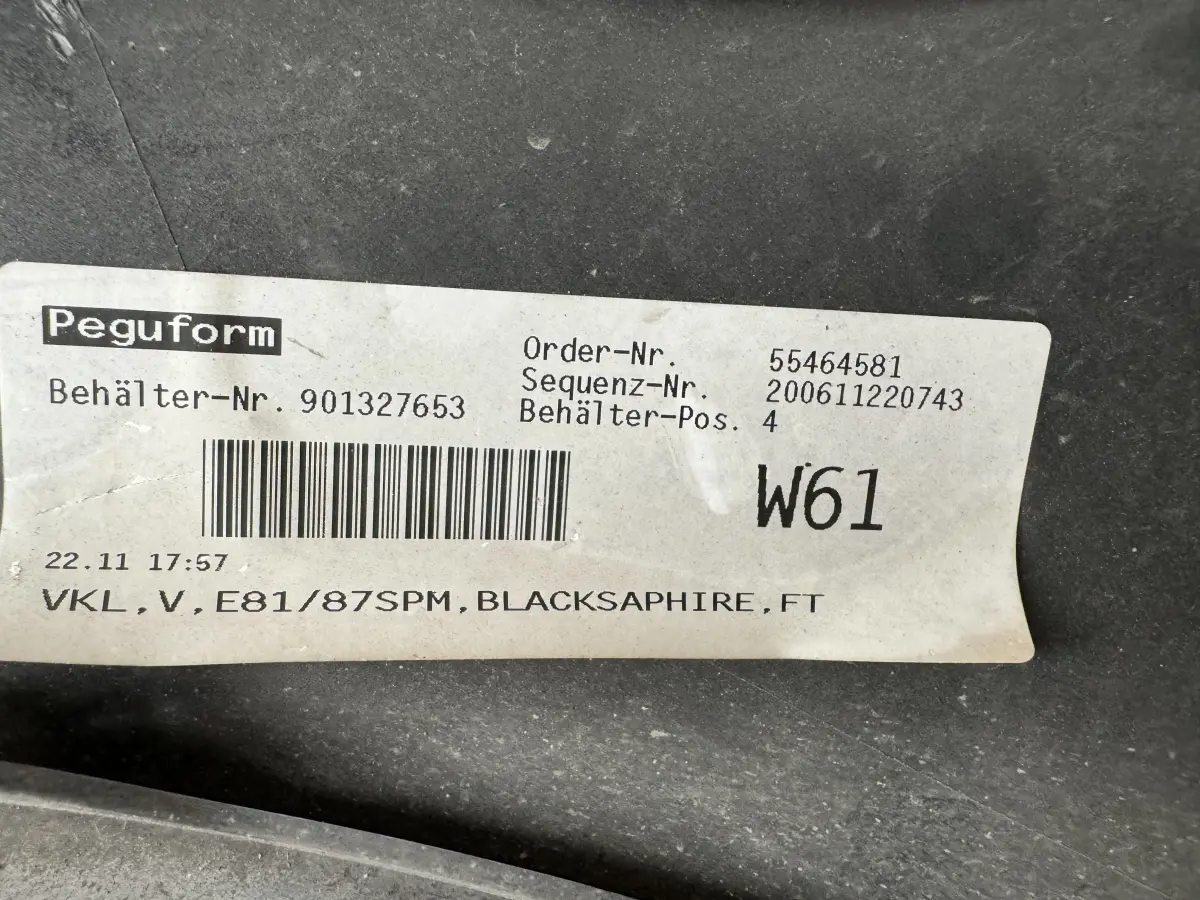 Peguform
Behälter-Nr. 901327653
Order-Nr. 55464581
Sequenz-Nr. 200611220743
Behälter-Pos. 4
W61
22.11 17:57
VKL,V,E81/87SPM,BLACKSAPHIRE,FT